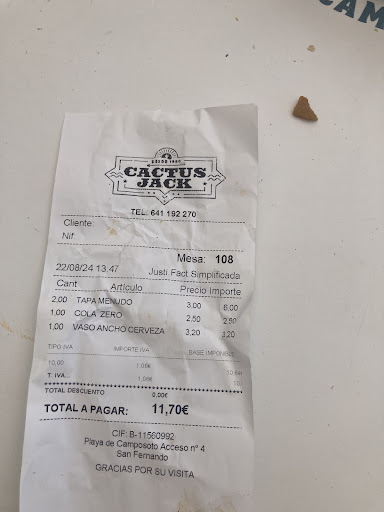 CAM
DESDE 1990
CACTUS
JACK
TEL. 641 192 270
Cliente:
Nif.
Mesa: 108
22/08/24 13:47 Justi Fact Simplificada
Cant Artículo Precio Importe
2,00 TAPA MENUDO 3,00 6,00
1,00 COLA ZERO 2,50 2,50
1,00 VASO ANCHO CERVEZA 3,20 3,20
TIPO IVA IMPORTE IVA BASE IMPONIBLE
10,00 1,06€ 10,64€
T. IVA... 1,06€
TOTAL DESCUENTO 0,00€
TOTAL A PAGAR: 11,70€
CIF: B-11560992
Playa de Camposoto Acceso nº 4
San Fernando
GRACIAS POR SU VISITA